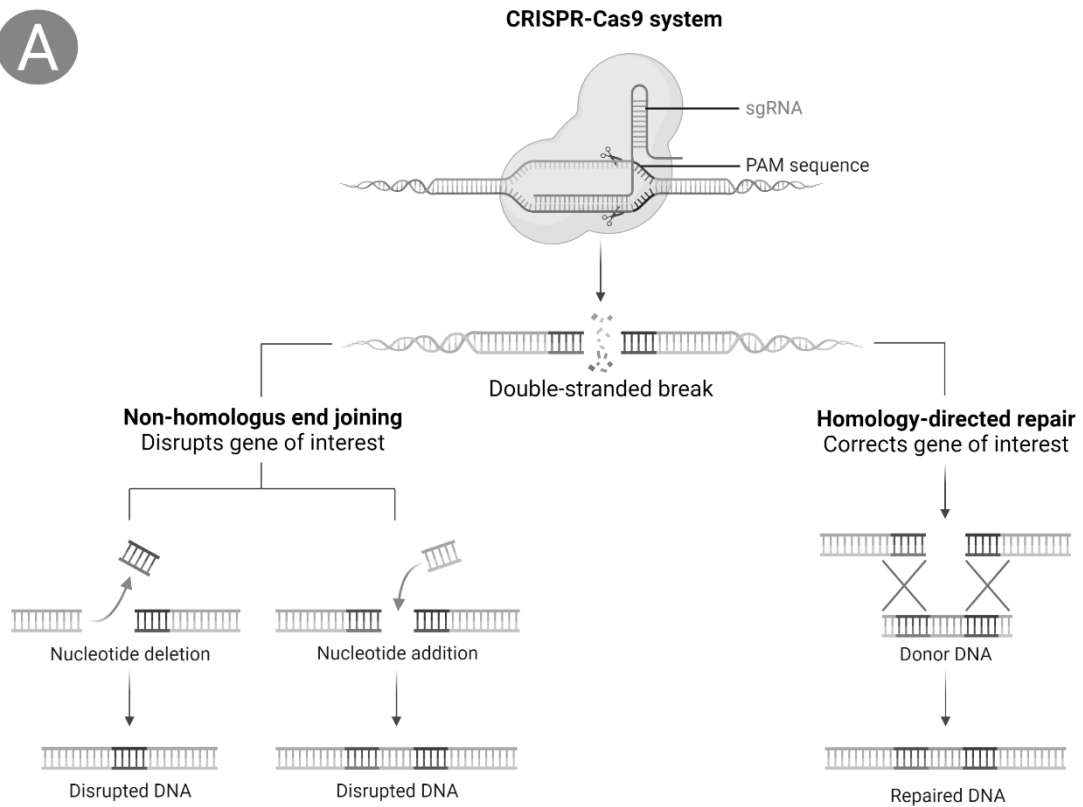 A
CRISPR-Cas9 system
sgRNA
PAM sequence
Double-stranded break
Non-homologus end joining
Disrupts gene of interest
Homology-directed repair
Corrects gene of interest
Nucleotide deletion
Nucleotide addition
Donor DNA
Disrupted DNA
Disrupted DNA
Repaired DNA